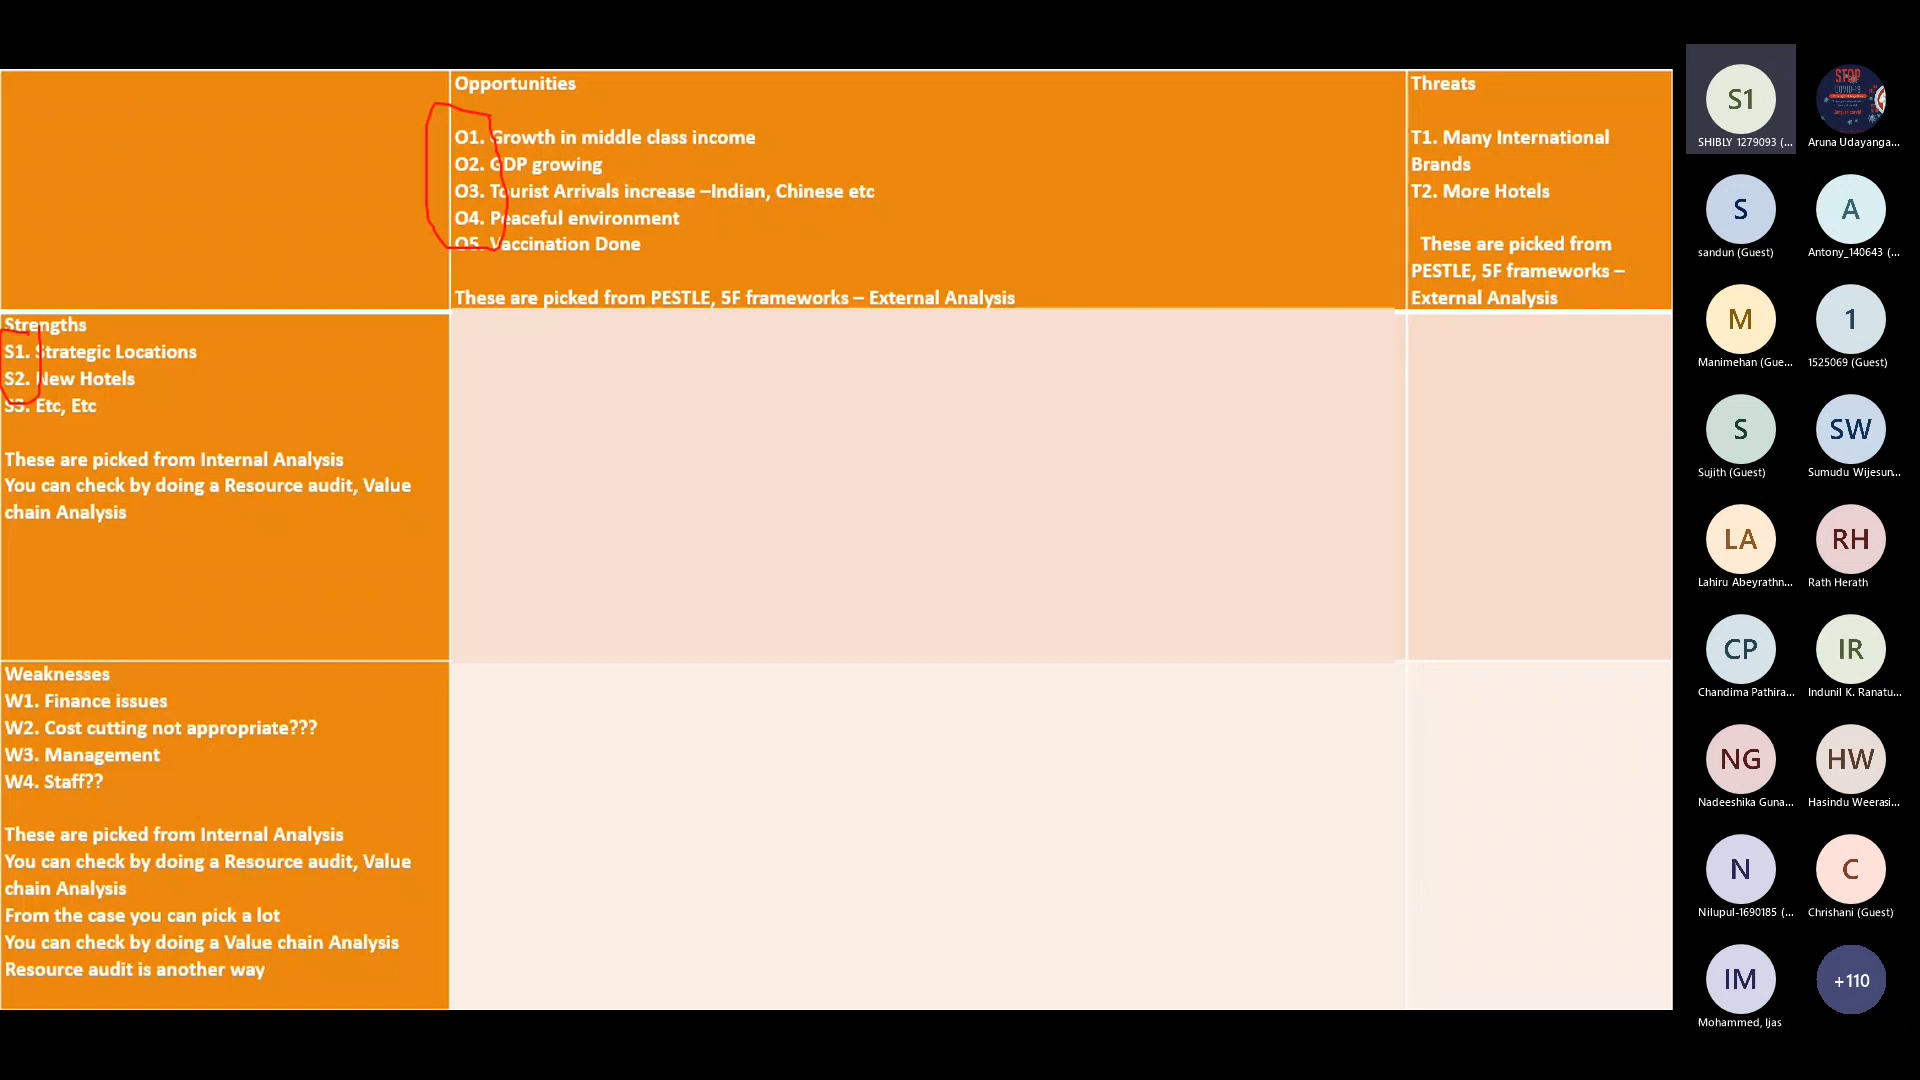 Opportunities
O1. Growth in middle class income
O2. GDP growing
O3. Tourist Arrivals increase –Indian, Chinese etc
O4. Peaceful environment
O5. Vaccination Done
These are picked from PESTLE, 5F frameworks – External Analysis
Threats
T1. Many International
Brands
T2. More Hotels
These are picked from
PESTLE, 5F frameworks –
External Analysis
Strengths
S1. Strategic Locations
S2. New Hotels
S3. Etc, Etc
These are picked from Internal Analysis
You can check by doing a Resource audit, Value
chain Analysis
Weaknesses
W1. Finance issues
W2. Cost cutting not appropriate???
W3. Management
W4. Staff??
These are picked from Internal Analysis
You can check by doing a Resource audit, Value
chain Analysis
From the case you can pick a lot
You can check by doing a Value chain Analysis
Resource audit is another way
S1
SHIBLY 1279093 (...
STOP
COVID-19
Aruna Udayanga...
S
sandun (Guest)
A
Antony_140643 (...
M
Manimehan (Gue...
1
1525069 (Guest)
S
Sujith (Guest)
SW
Sumudu Wijesun...
LA
Lahiru Abeyrathn...
RH
Rath Herath
CP
Chandima Pathira...
IR
Indunil K. Ranatu...
NG
Nadeeshika Guna...
HW
Hasindu Weerasi...
N
Nilupul-1690185 (...
C
Chrishani (Guest)
IM
Mohammed, Ijas
+110